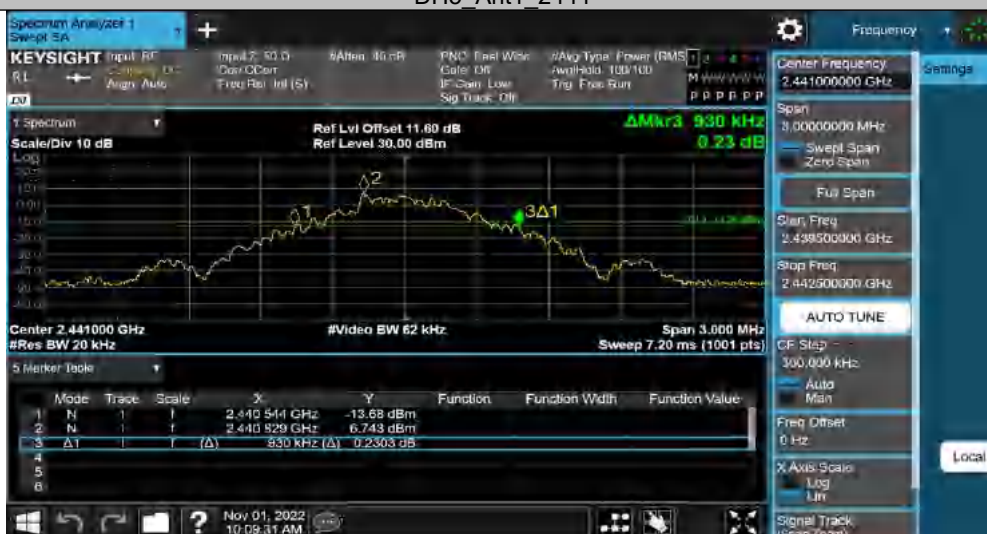 Spectrum Analyzer 1
Swept SA
+
Frequency
KEYSIGHT Input: RF
RL
Align: Auto
Input Z: 50 Ω
Corr CCorr
Freq Ref: Int (S)
#Atten: 40 dB
PNO: Best Wide
Gate: Off
IF Gain: Low
Sig Track: Off
#Avg Type: Power (RMS
Avg|Hold: 100/100
Trig: Free Run
M W W W W W
P P P P P P
1 Spectrum
Scale/Div 10 dB
Log
Ref Lvl Offset 11.60 dB
Ref Level 30.00 dBm
ΔMkr3 930 kHz
0.23 dB
2
1
3Δ1
Center 2.441000 GHz
#Res BW 20 kHz
#Video BW 62 kHz
Span 3.000 MHz
Sweep 7.20 ms (1001 pts)
5 Marker Table
Mode Trace Scale X Y Function Function Width Function Value
1 N 1 f 2.440 544 GHz -13.68 dBm
2 N 1 f 2.440 829 GHz 6.743 dBm
3 Δ1 1 f (Δ) 930 kHz (Δ) 0.2303 dB
4
5
6
Nov 01, 2022
10:09:31 AM
Center Frequency
2.441000000 GHz
Settings
Span
3.00000000 MHz
Swept Span
Zero Span
Full Span
Start Freq
2.439500000 GHz
Stop Freq
2.442500000 GHz
AUTO TUNE
CF Step
300.000 kHz
Auto
Man
Freq Offset
0 Hz
Local
X Axis Scale
Log
Lin
Signal Track